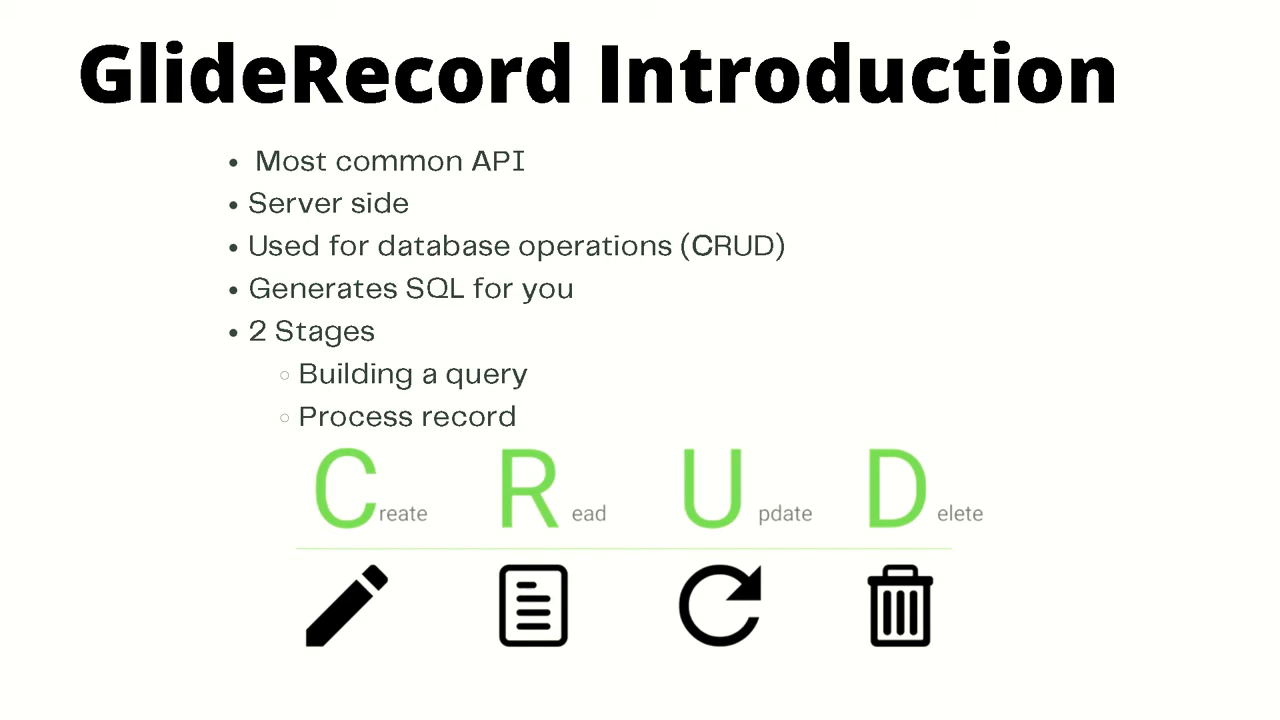 GlideRecord Introduction
• Most common API
• Server side
• Used for database operations (CRUD)
• Generates SQL for you
• 2 Stages
◦ Building a query
◦ Process record
Create Read Update Delete